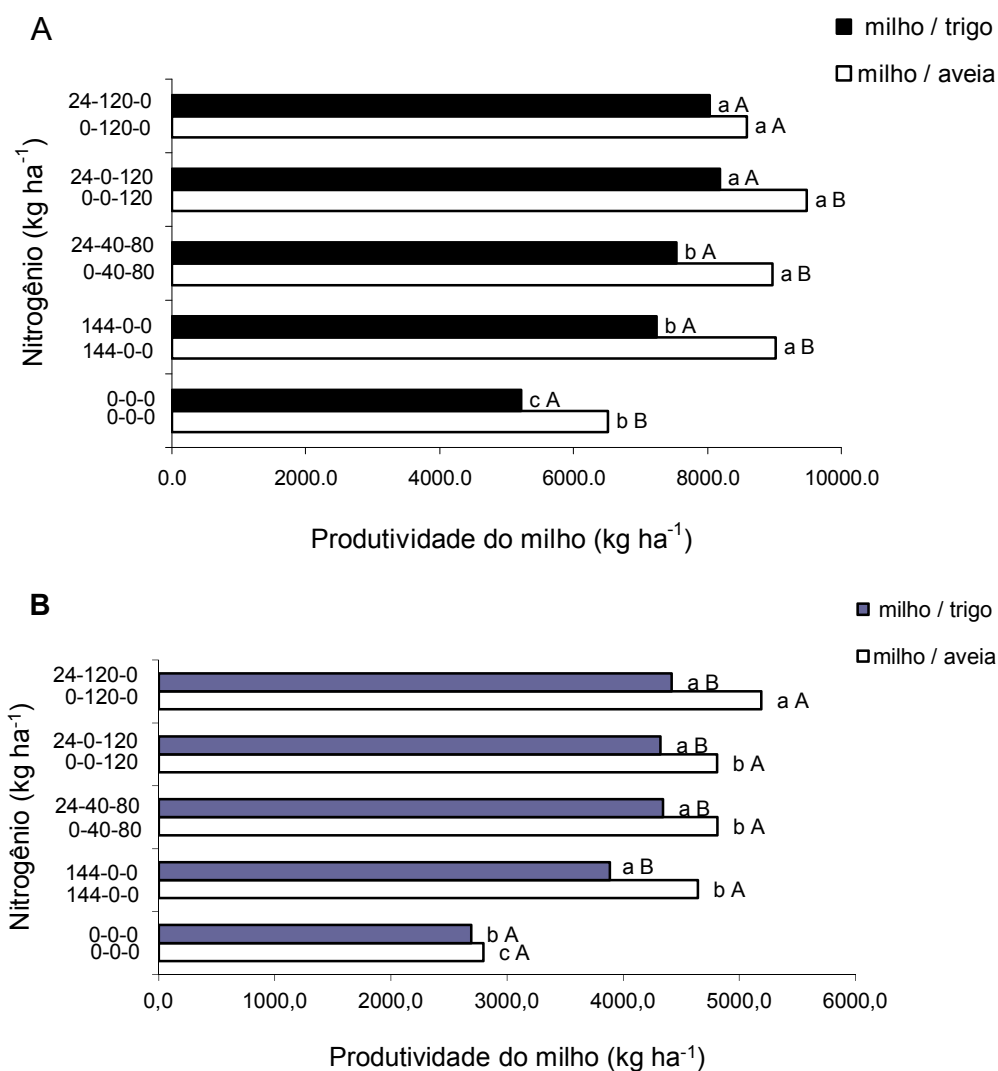 A
milho / trigo
milho / aveia
Nitrogênio (kg ha⁻¹)
24-120-0
0-120-0
a A
a A
24-0-120
0-0-120
a A
a B
24-40-80
0-40-80
b A
a B
144-0-0
144-0-0
b A
a B
0-0-0
0-0-0
c A
b B
0.0 2000.0 4000.0 6000.0 8000.0 10000.0
Produtividade do milho (kg ha⁻¹)
B
milho / trigo
milho / aveia
Nitrogênio (kg ha⁻¹)
24-120-0
0-120-0
a B
a A
24-0-120
0-0-120
a B
b A
24-40-80
0-40-80
a B
b A
144-0-0
144-0-0
a B
b A
0-0-0
0-0-0
b A
c A
0,0 1000,0 2000,0 3000,0 4000,0 5000,0 6000,0
Produtividade do milho (kg ha⁻¹)